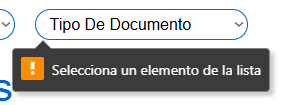 Tipo De Documento
Selecciona un elemento de la lista